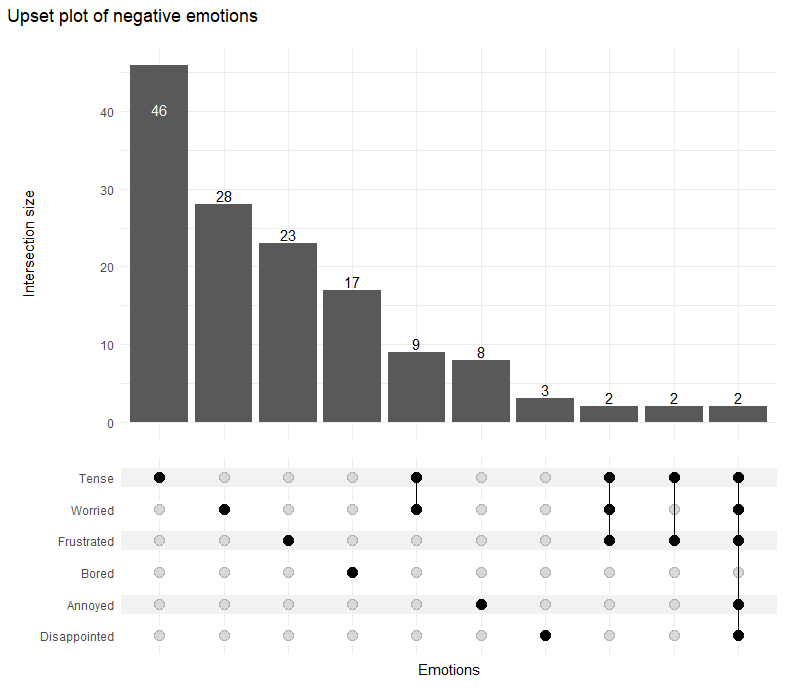 Upset plot of negative emotions
46
28
23
17
9
8
3
2
2
2
Intersection size
40
30
20
10
0
Tense
Worried
Frustrated
Bored
Annoyed
Disappointed
Emotions